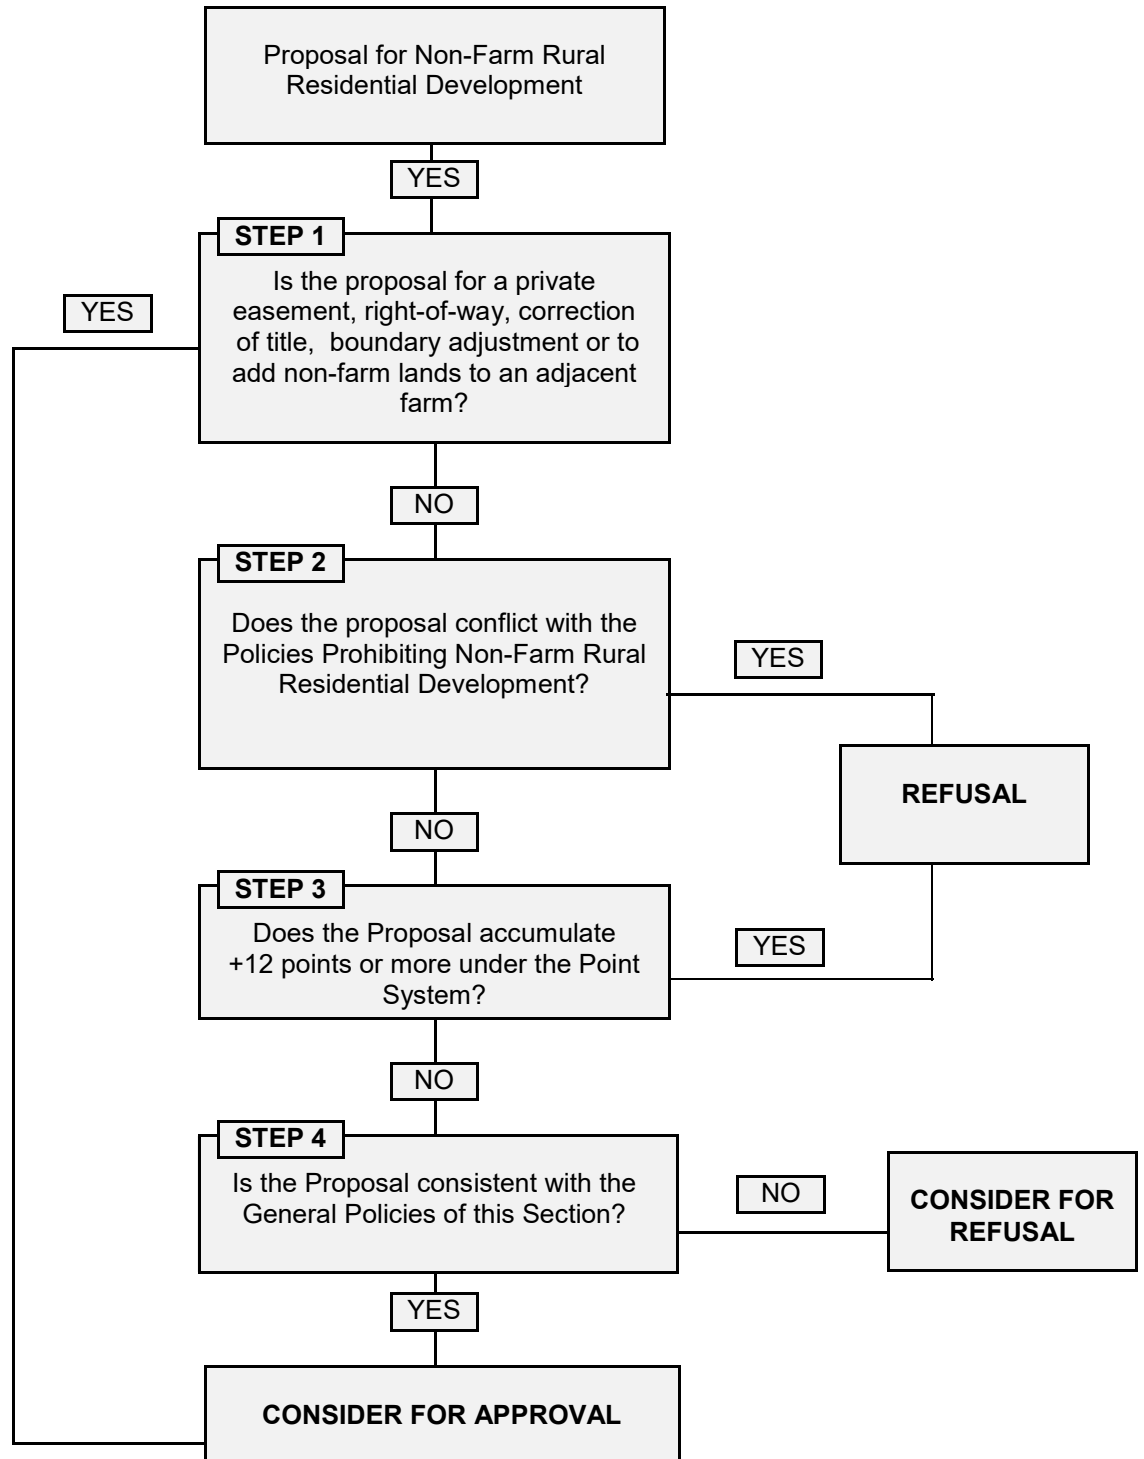 Proposal for Non-Farm Rural
Residential Development
YES
STEP 1
Is the proposal for a private
easement, right-of-way, correction
of title, boundary adjustment or to
add non-farm lands to an adjacent
farm?
YES
NO
STEP 2
Does the proposal conflict with the
Policies Prohibiting Non-Farm Rural
Residential Development?
YES
REFUSAL
NO
STEP 3
Does the Proposal accumulate
+12 points or more under the Point
System?
YES
NO
STEP 4
Is the Proposal consistent with the
General Policies of this Section?
NO
CONSIDER FOR
REFUSAL
YES
CONSIDER FOR APPROVAL